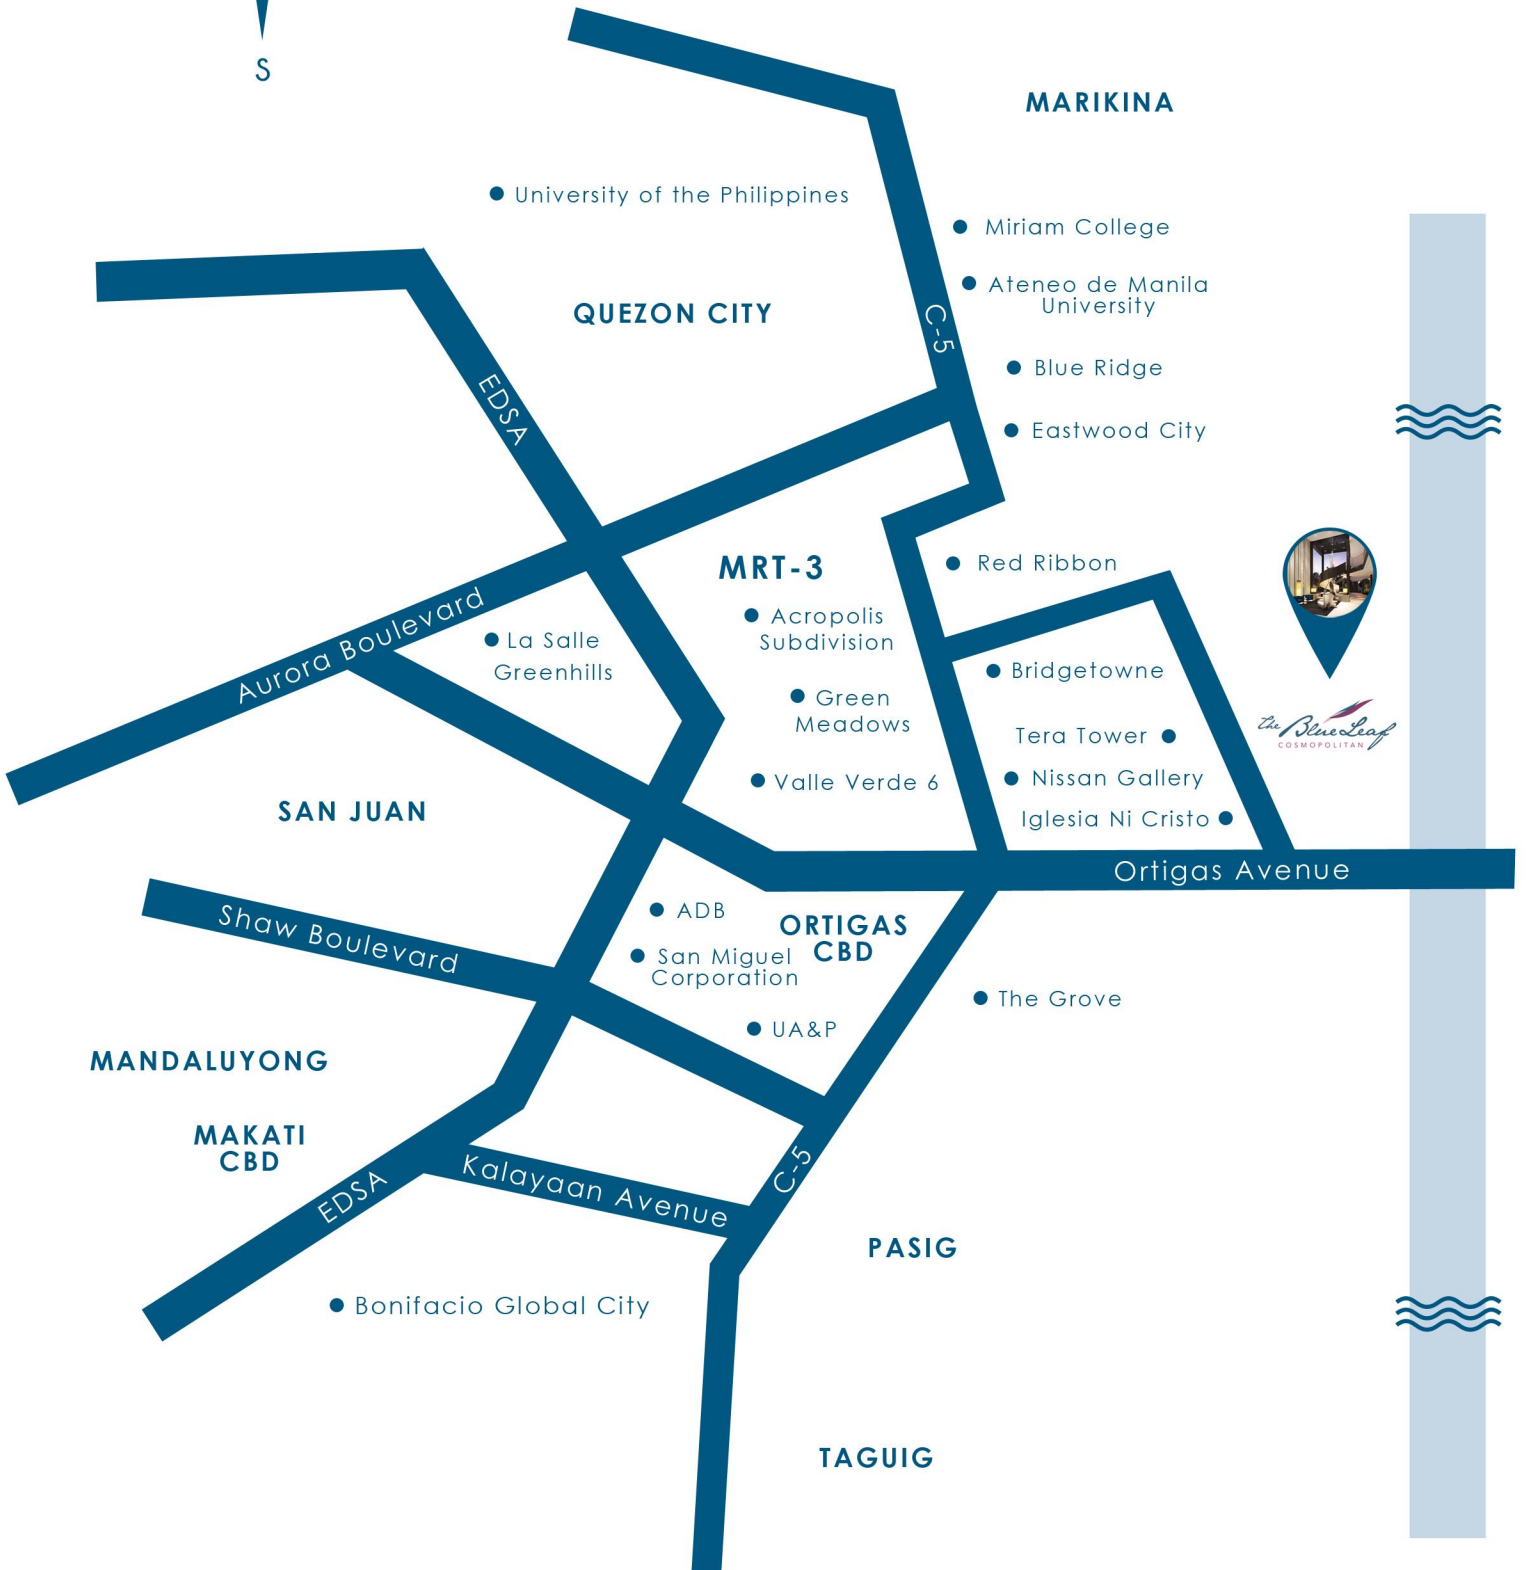 S
MARIKINA
University of the Philippines
Miriam College
Ateneo de Manila
University
QUEZON CITY
C-5
Blue Ridge
EDSA
Eastwood City
MRT-3
Red Ribbon
Acropolis
Subdivision
Aurora Boulevard
La Salle
Greenhills
Bridgetowne
Green
Meadows
Tera Tower
The Blue Leaf
COSMOPOLITAN
Valle Verde 6
Nissan Gallery
SAN JUAN
Iglesia Ni Cristo
Ortigas Avenue
Shaw Boulevard
ADB
ORTIGAS
CBD
San Miguel
Corporation
The Grove
UA&P
MANDALUYONG
MAKATI
CBD
EDSA
Kalayaan Avenue
C-5
PASIG
Bonifacio Global City
TAGUIG